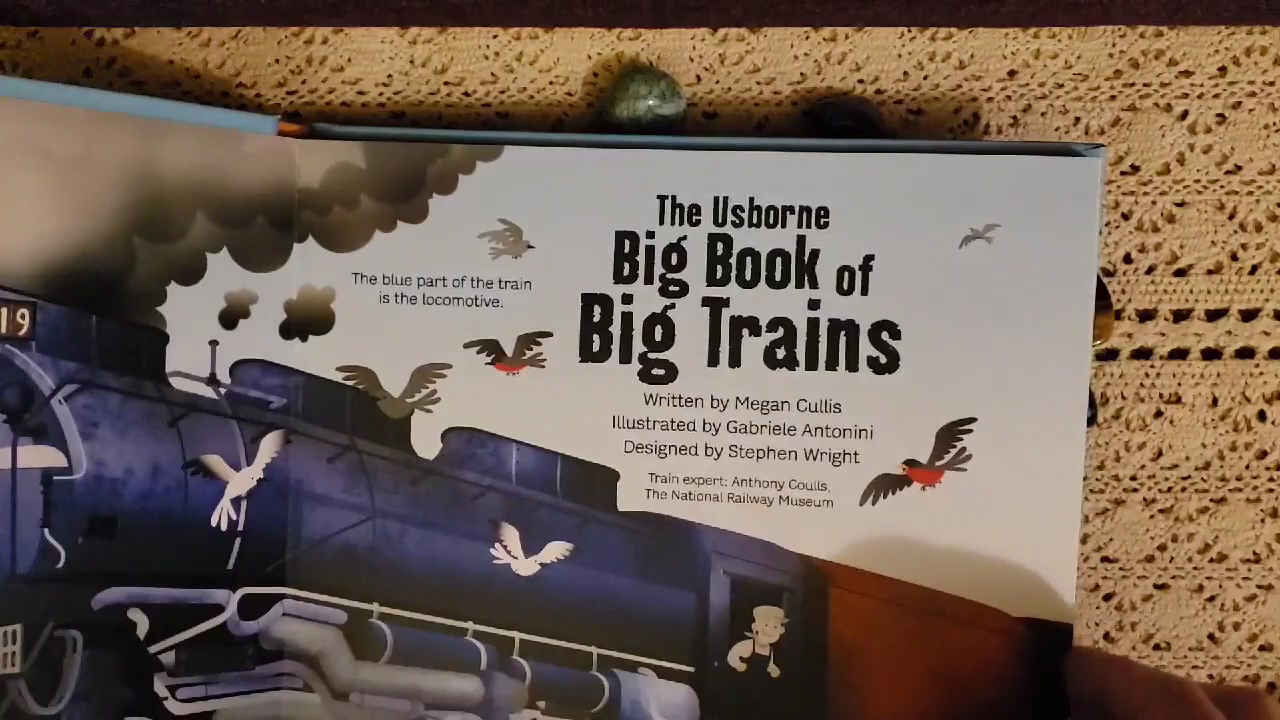 19
The blue part of the train
is the locomotive.
The Usborne
Big Book of
Big Trains
Written by Megan Cullis
Illustrated by Gabriele Antonini
Designed by Stephen Wright
Train expert: Anthony Coulls,
The National Railway Museum